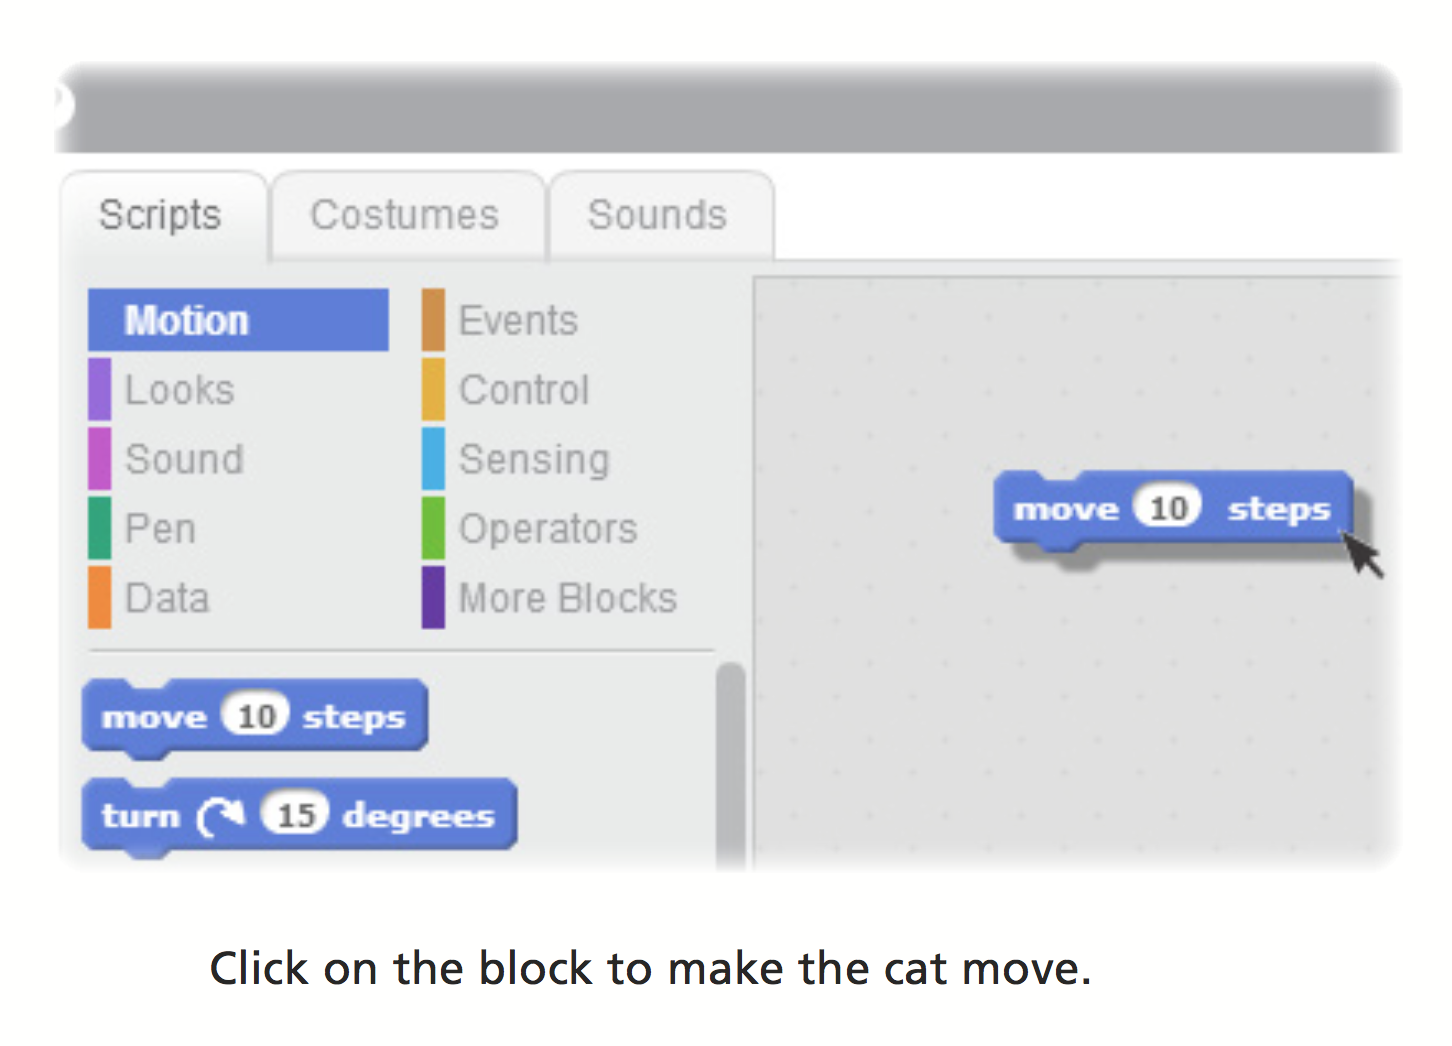 Scripts Costumes Sounds
Motion
Looks
Sound
Pen
Data
Events
Control
Sensing
Operators
More Blocks
move 10 steps
turn 15 degrees
move 10 steps
Click on the block to make the cat move.